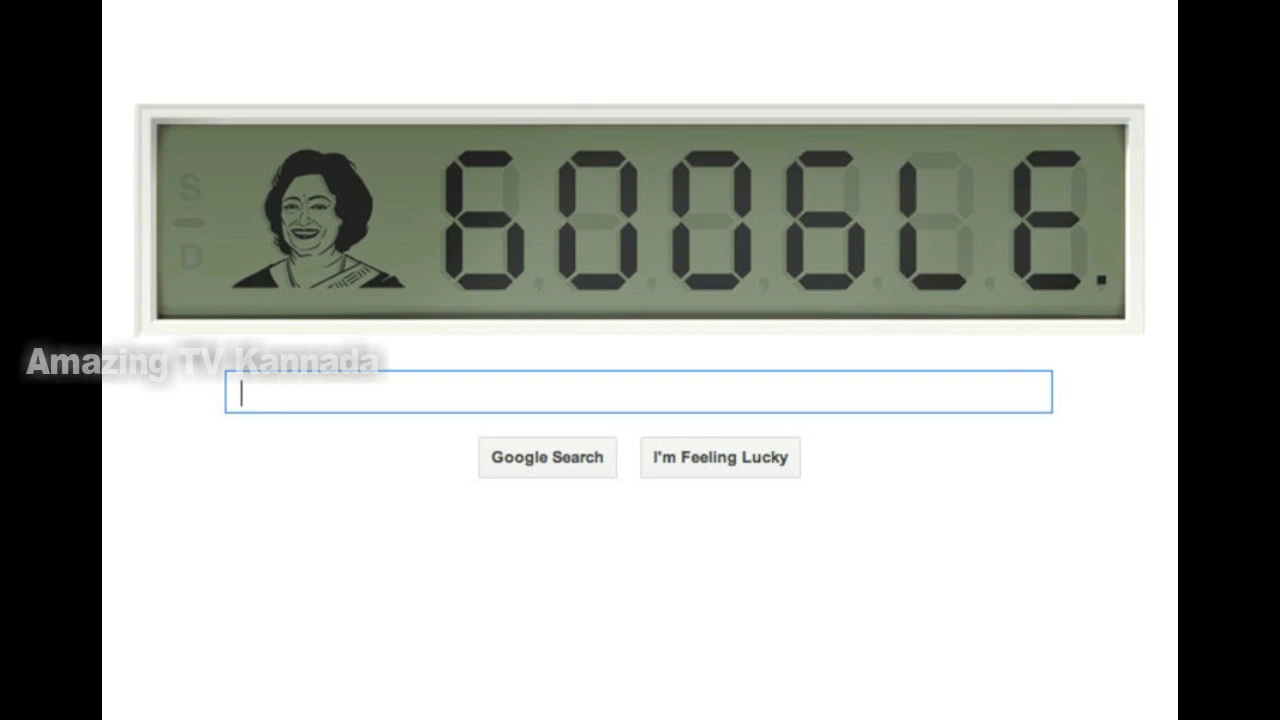 S
D
GOOGLE.
Amazing TV Kannada
Google Search
I'm Feeling Lucky